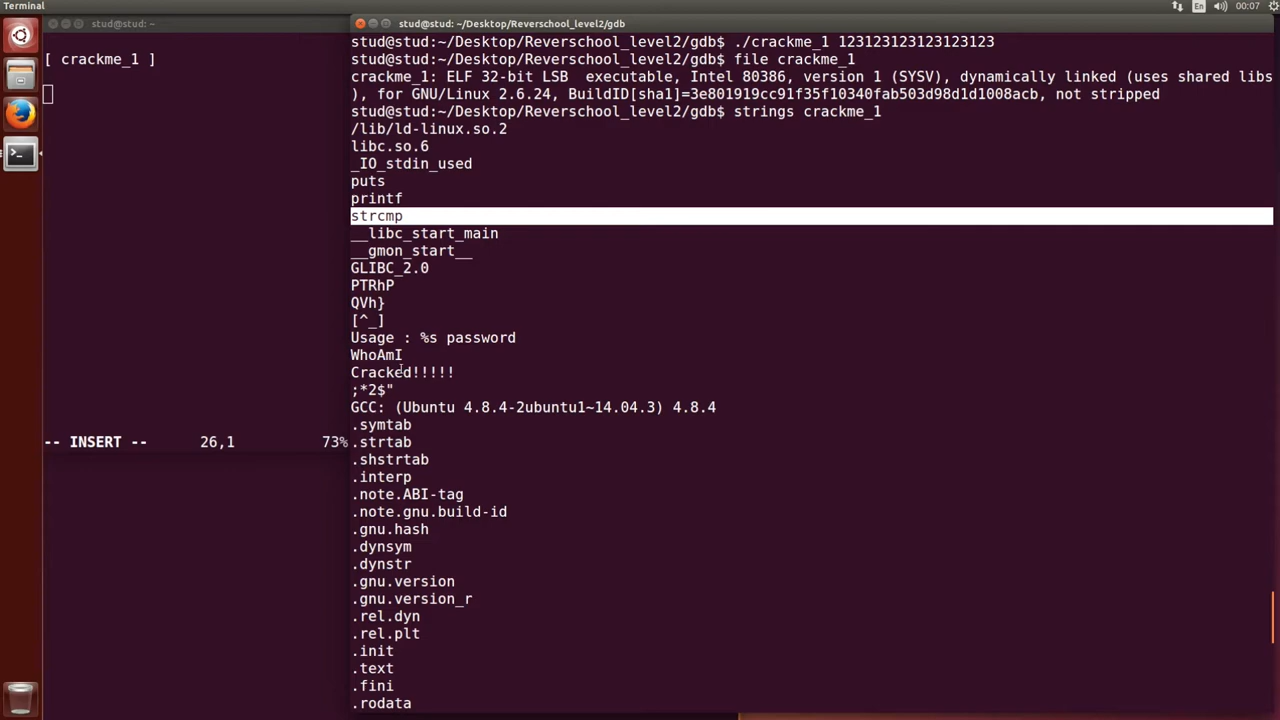 Terminal
En
00:07
stud@stud: ~
stud@stud: ~/Desktop/Reverschool_level2/gdb
[ crackme_1 ]
-- INSERT -- 26,1 73%
stud@stud:~/Desktop/Reverschool_level2/gdb$ ./crackme_1 123123123123123123
stud@stud:~/Desktop/Reverschool_level2/gdb$ file crackme_1
crackme_1: ELF 32-bit LSB  executable, Intel 80386, version 1 (SYSV), dynamically linked (uses shared libs
), for GNU/Linux 2.6.24, BuildID[sha1]=3e801919cc91f35f10340fab503d98d1d1008acb, not stripped
stud@stud:~/Desktop/Reverschool_level2/gdb$ strings crackme_1
/lib/ld-linux.so.2
libc.so.6
_IO_stdin_used
puts
printf
strcmp
__libc_start_main
__gmon_start__
GLIBC_2.0
PTRhP
QVh}
[^_]
Usage : %s password
WhoAmI
Cracked!!!!!
;*2$"
GCC: (Ubuntu 4.8.4-2ubuntu1~14.04.3) 4.8.4
.symtab
.strtab
.shstrtab
.interp
.note.ABI-tag
.note.gnu.build-id
.gnu.hash
.dynsym
.dynstr
.gnu.version
.gnu.version_r
.rel.dyn
.rel.plt
.init
.text
.fini
.rodata